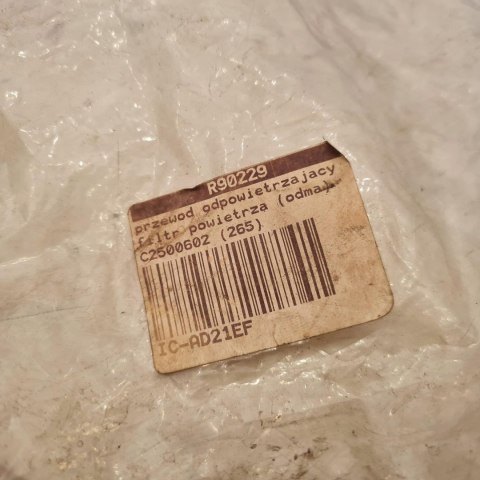 R90229
przewod odpowietrzajacy
filtr powietrza (odma)
C2500602 (265)
IC-AD21EF